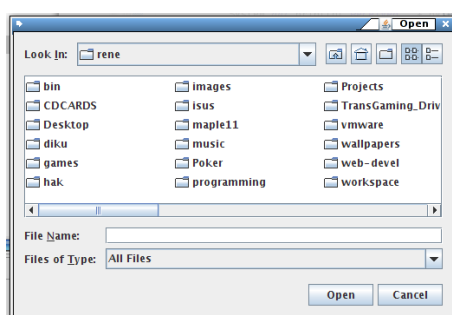 Open
Look In: rene
bin images Projects
CDCARDS isus TransGaming_Driv
Desktop maple11 vmware
diku music wallpapers
games Poker web-devel
hak programming workspace
File Name:
Files of Type: All Files
Open Cancel